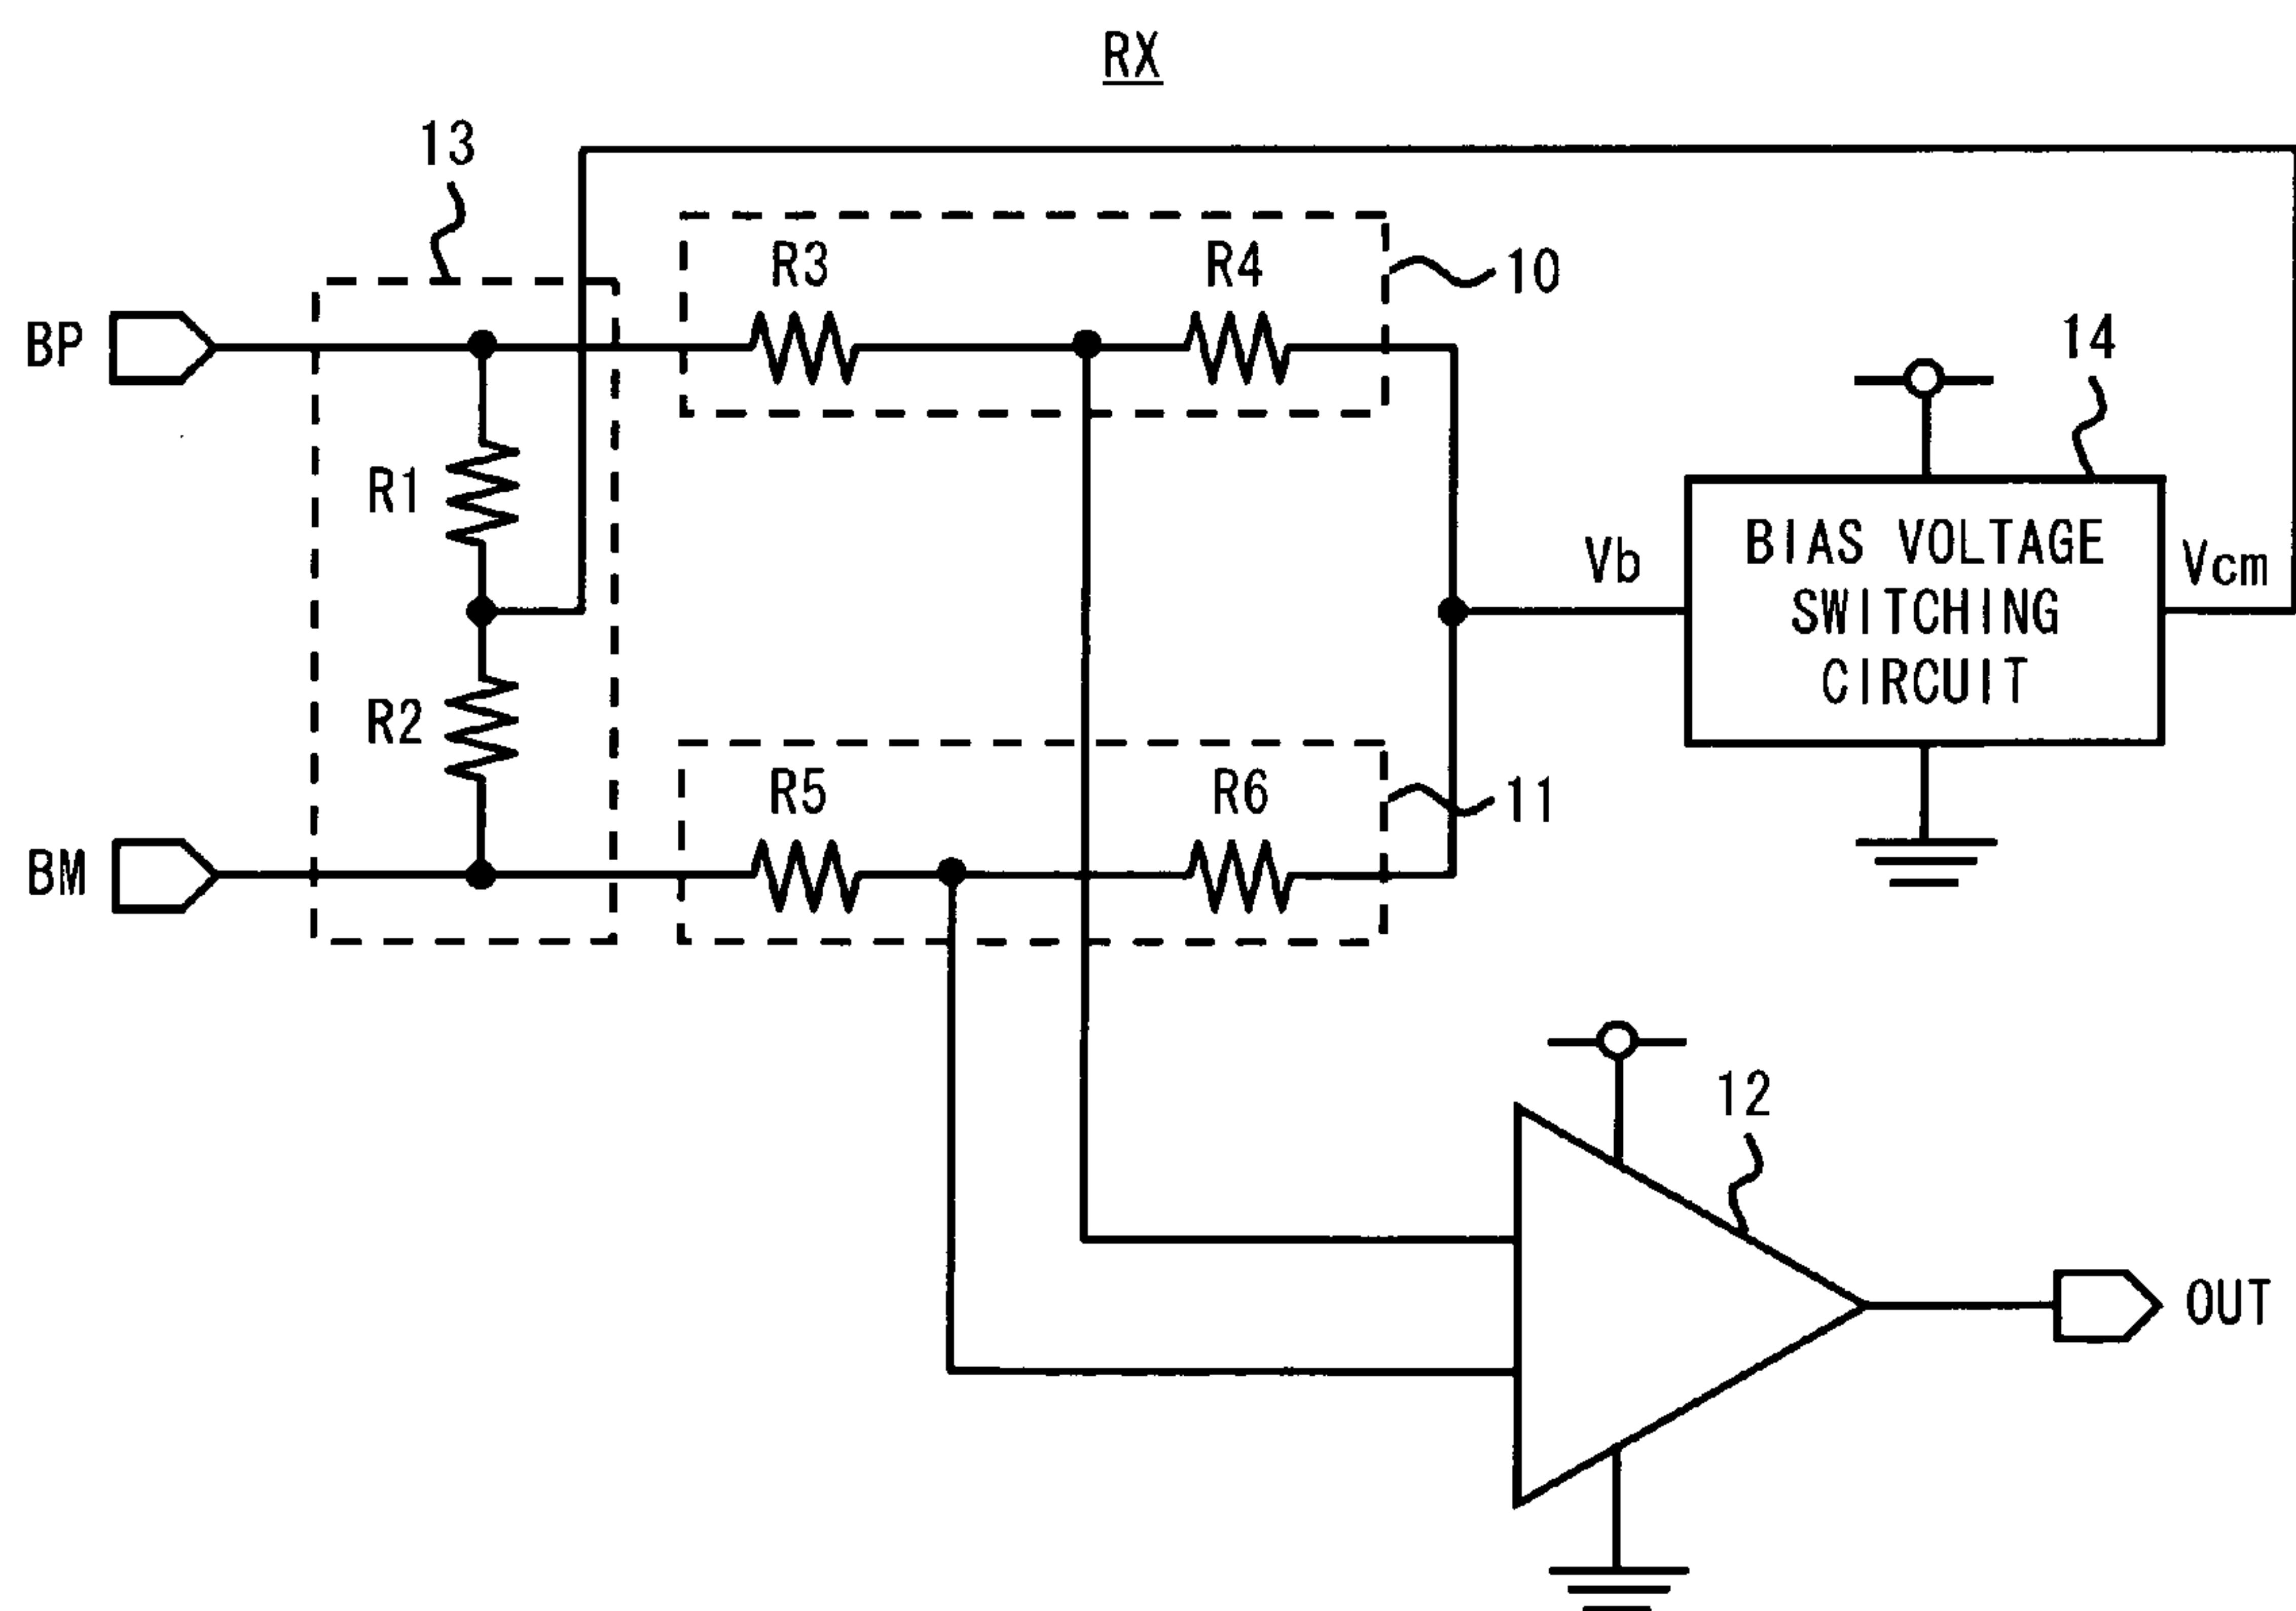 RX
13
R3
R4
10
BP
14
R1
Vb
BIAS VOLTAGE
SWITCHING
CIRCUIT
Vcm
R2
R5
R6
11
BM
12
OUT